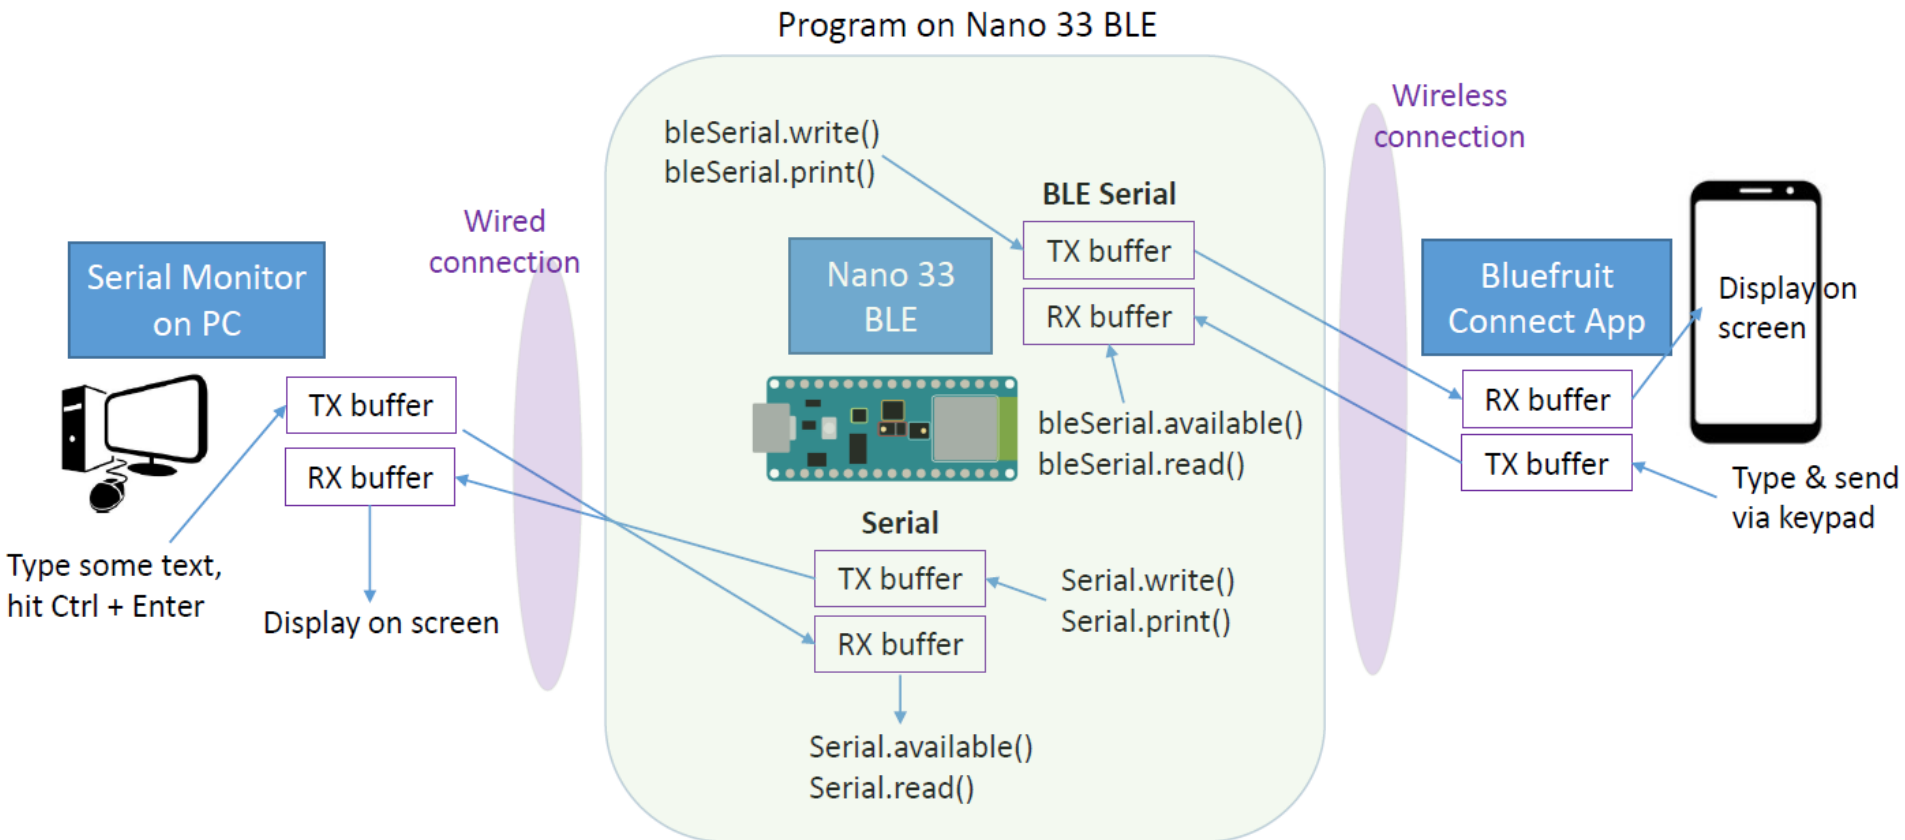 Program on Nano 33 BLE
Wired
connection
Wireless
connection
Serial Monitor
on PC
TX buffer
RX buffer
Type some text,
hit Ctrl + Enter
Display on screen
bleSerial.write()
bleSerial.print()
BLE Serial
TX buffer
RX buffer
Nano 33
BLE
bleSerial.available()
bleSerial.read()
Serial
TX buffer
RX buffer
Serial.write()
Serial.print()
Serial.available()
Serial.read()
Bluefruit
Connect App
RX buffer
TX buffer
Display on
screen
Type & send
via keypad